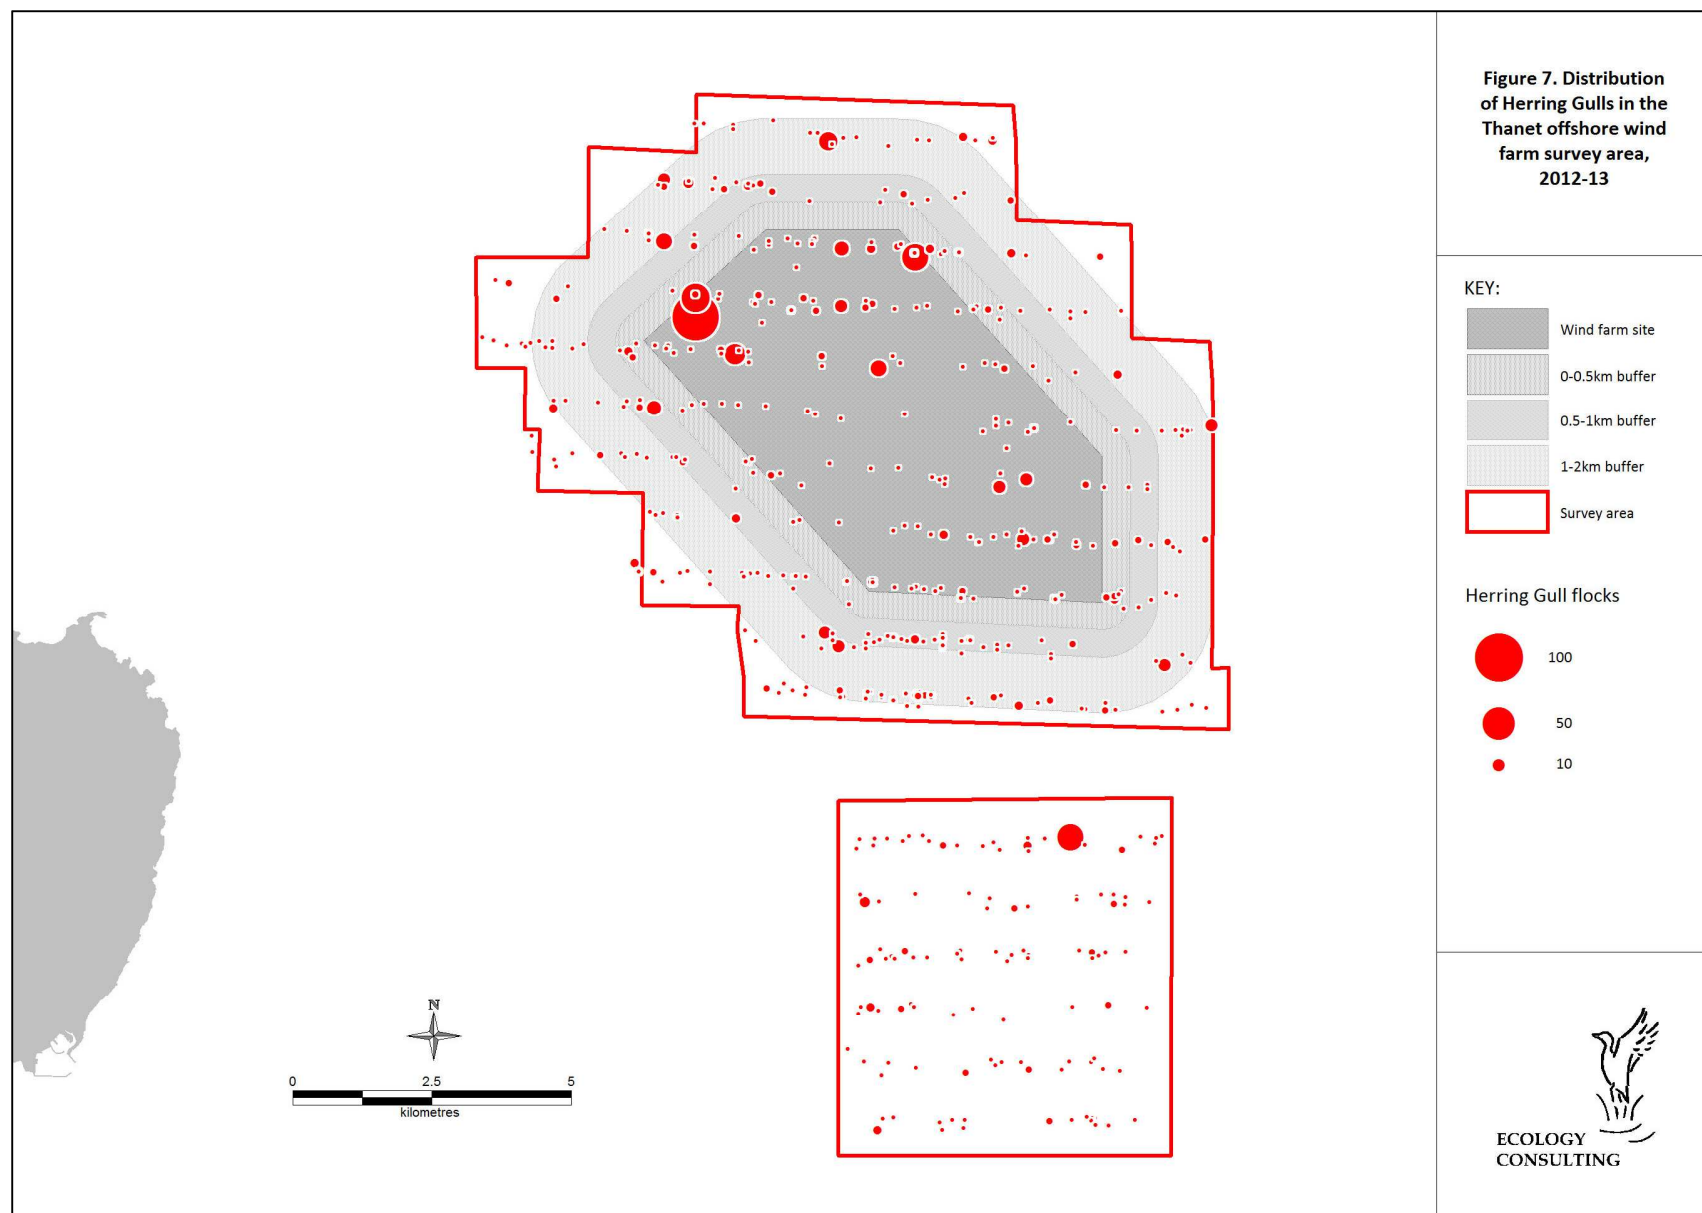 Figure 7. Distribution
of Herring Gulls in the
Thanet offshore wind
farm survey area,
2012-13
KEY:
Wind farm site
0-0.5km buffer
0.5-1km buffer
1-2km buffer
Survey area
Herring Gull flocks
100
50
10
N
0 2.5 5
kilometres
ECOLOGY
CONSULTING